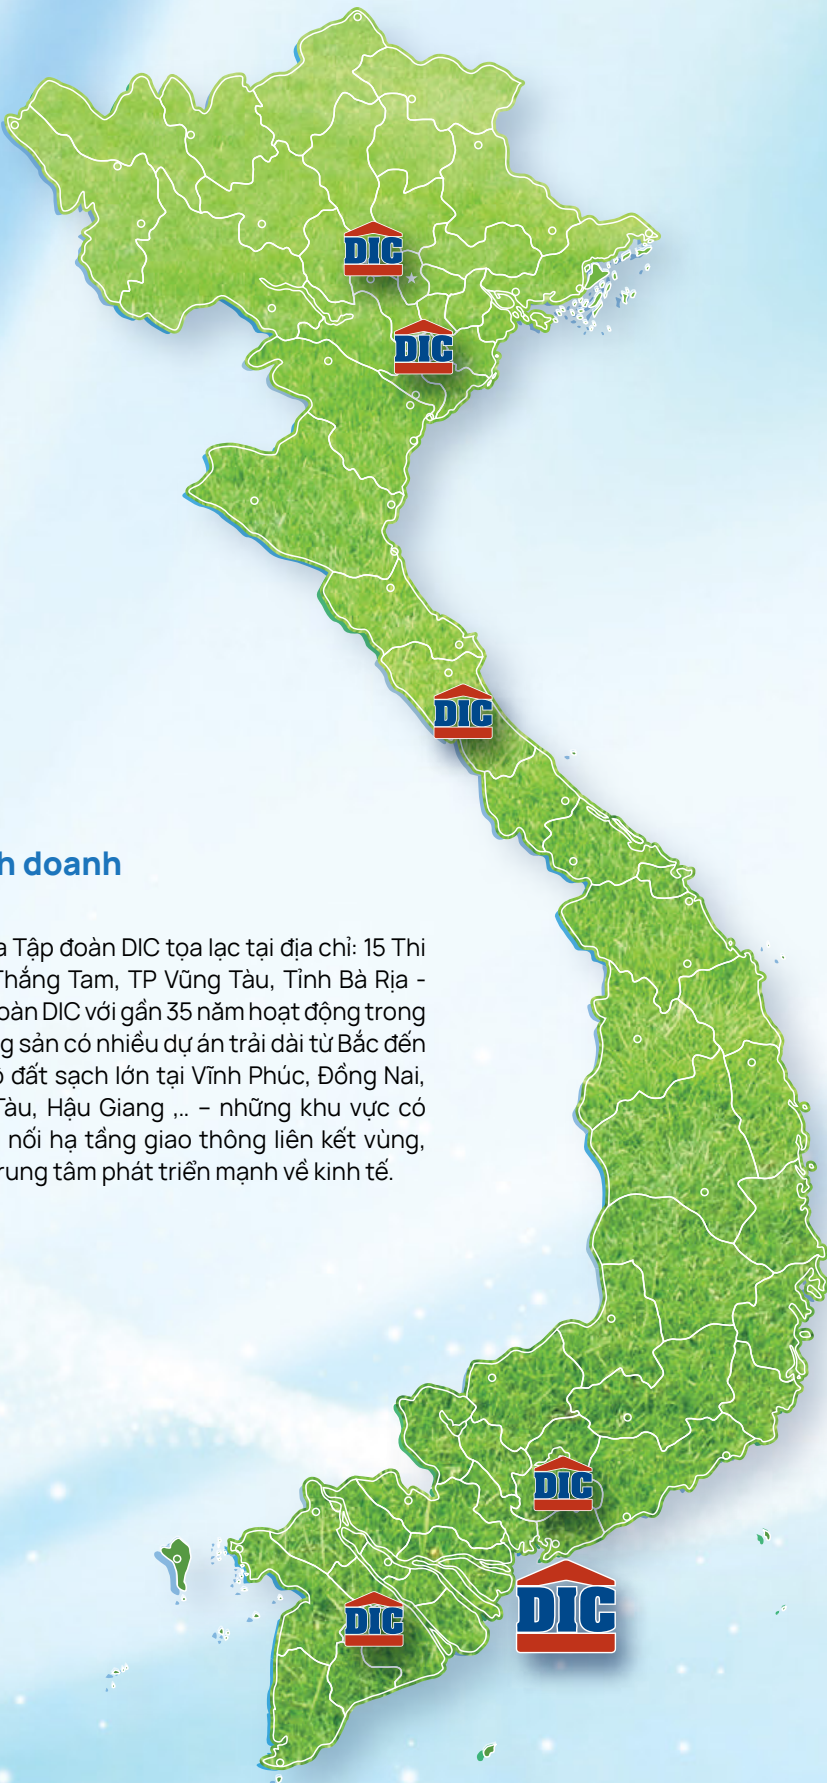 DIC
DIC
DIC
h doanh
a Tập đoàn DIC tọa lạc tại địa chỉ: 15 Thi
Thắng Tam, TP Vũng Tàu, Tỉnh Bà Rịa -
oàn DIC với gần 35 năm hoạt động trong
g sản có nhiều dự án trải dài từ Bắc đến
đất sạch lớn tại Vĩnh Phúc, Đồng Nai,
Tàu, Hậu Giang ,.. – những khu vực có
nối hạ tầng giao thông liên kết vùng,
rung tâm phát triển mạnh về kinh tế.
DIC
DIC
DIC